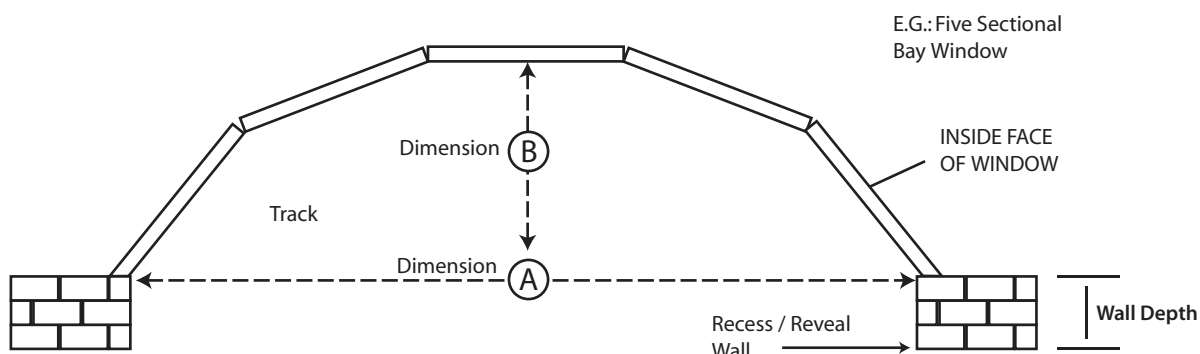 E.G.: Five Sectional
Bay Window
Dimension B
INSIDE FACE
OF WINDOW
Track
Dimension A
Wall Depth
Recess / Reveal
Wall